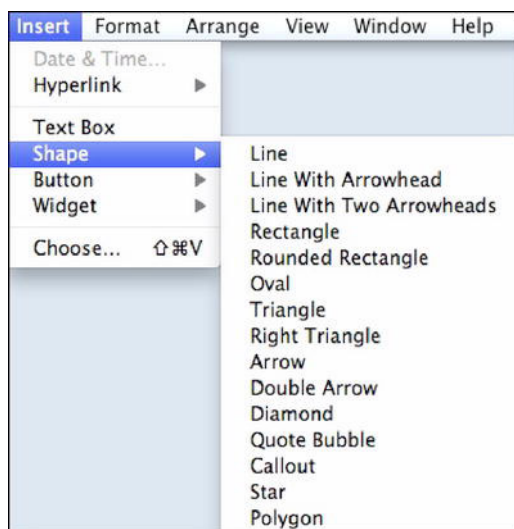 Insert Format Arrange View Window Help
Date & Time...
Hyperlink ▶
Text Box
Shape ▶
Button ▶
Widget ▶
Choose... ⇧⌘V
Line
Line With Arrowhead
Line With Two Arrowheads
Rectangle
Rounded Rectangle
Oval
Triangle
Right Triangle
Arrow
Double Arrow
Diamond
Quote Bubble
Callout
Star
Polygon